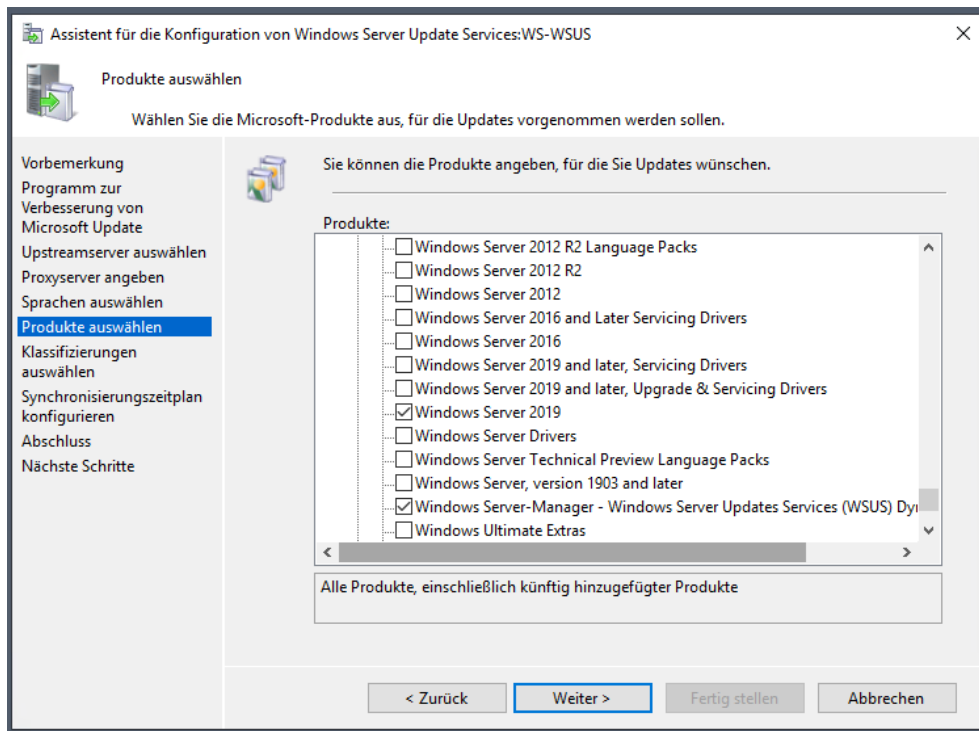 Assistent für die Konfiguration von Windows Server Update Services:WS-WSUS
Produkte auswählen
Wählen Sie die Microsoft-Produkte aus, für die Updates vorgenommen werden sollen.
Vorbemerkung
Programm zur
Verbesserung von
Microsoft Update
Upstreamserver auswählen
Proxyserver angeben
Sprachen auswählen
Produkte auswählen
Klassifizierungen
auswählen
Synchronisierungszeitplan
konfigurieren
Abschluss
Nächste Schritte
Sie können die Produkte angeben, für die Sie Updates wünschen.
Produkte:
Windows Server 2012 R2 Language Packs
Windows Server 2012 R2
Windows Server 2012
Windows Server 2016 and Later Servicing Drivers
Windows Server 2016
Windows Server 2019 and later, Servicing Drivers
Windows Server 2019 and later, Upgrade & Servicing Drivers
Windows Server 2019
Windows Server Drivers
Windows Server Technical Preview Language Packs
Windows Server, version 1903 and later
Windows Server-Manager - Windows Server Updates Services (WSUS) Dy
Windows Ultimate Extras
Alle Produkte, einschließlich künftig hinzugefügter Produkte
< Zurück
Weiter >
Fertig stellen
Abbrechen